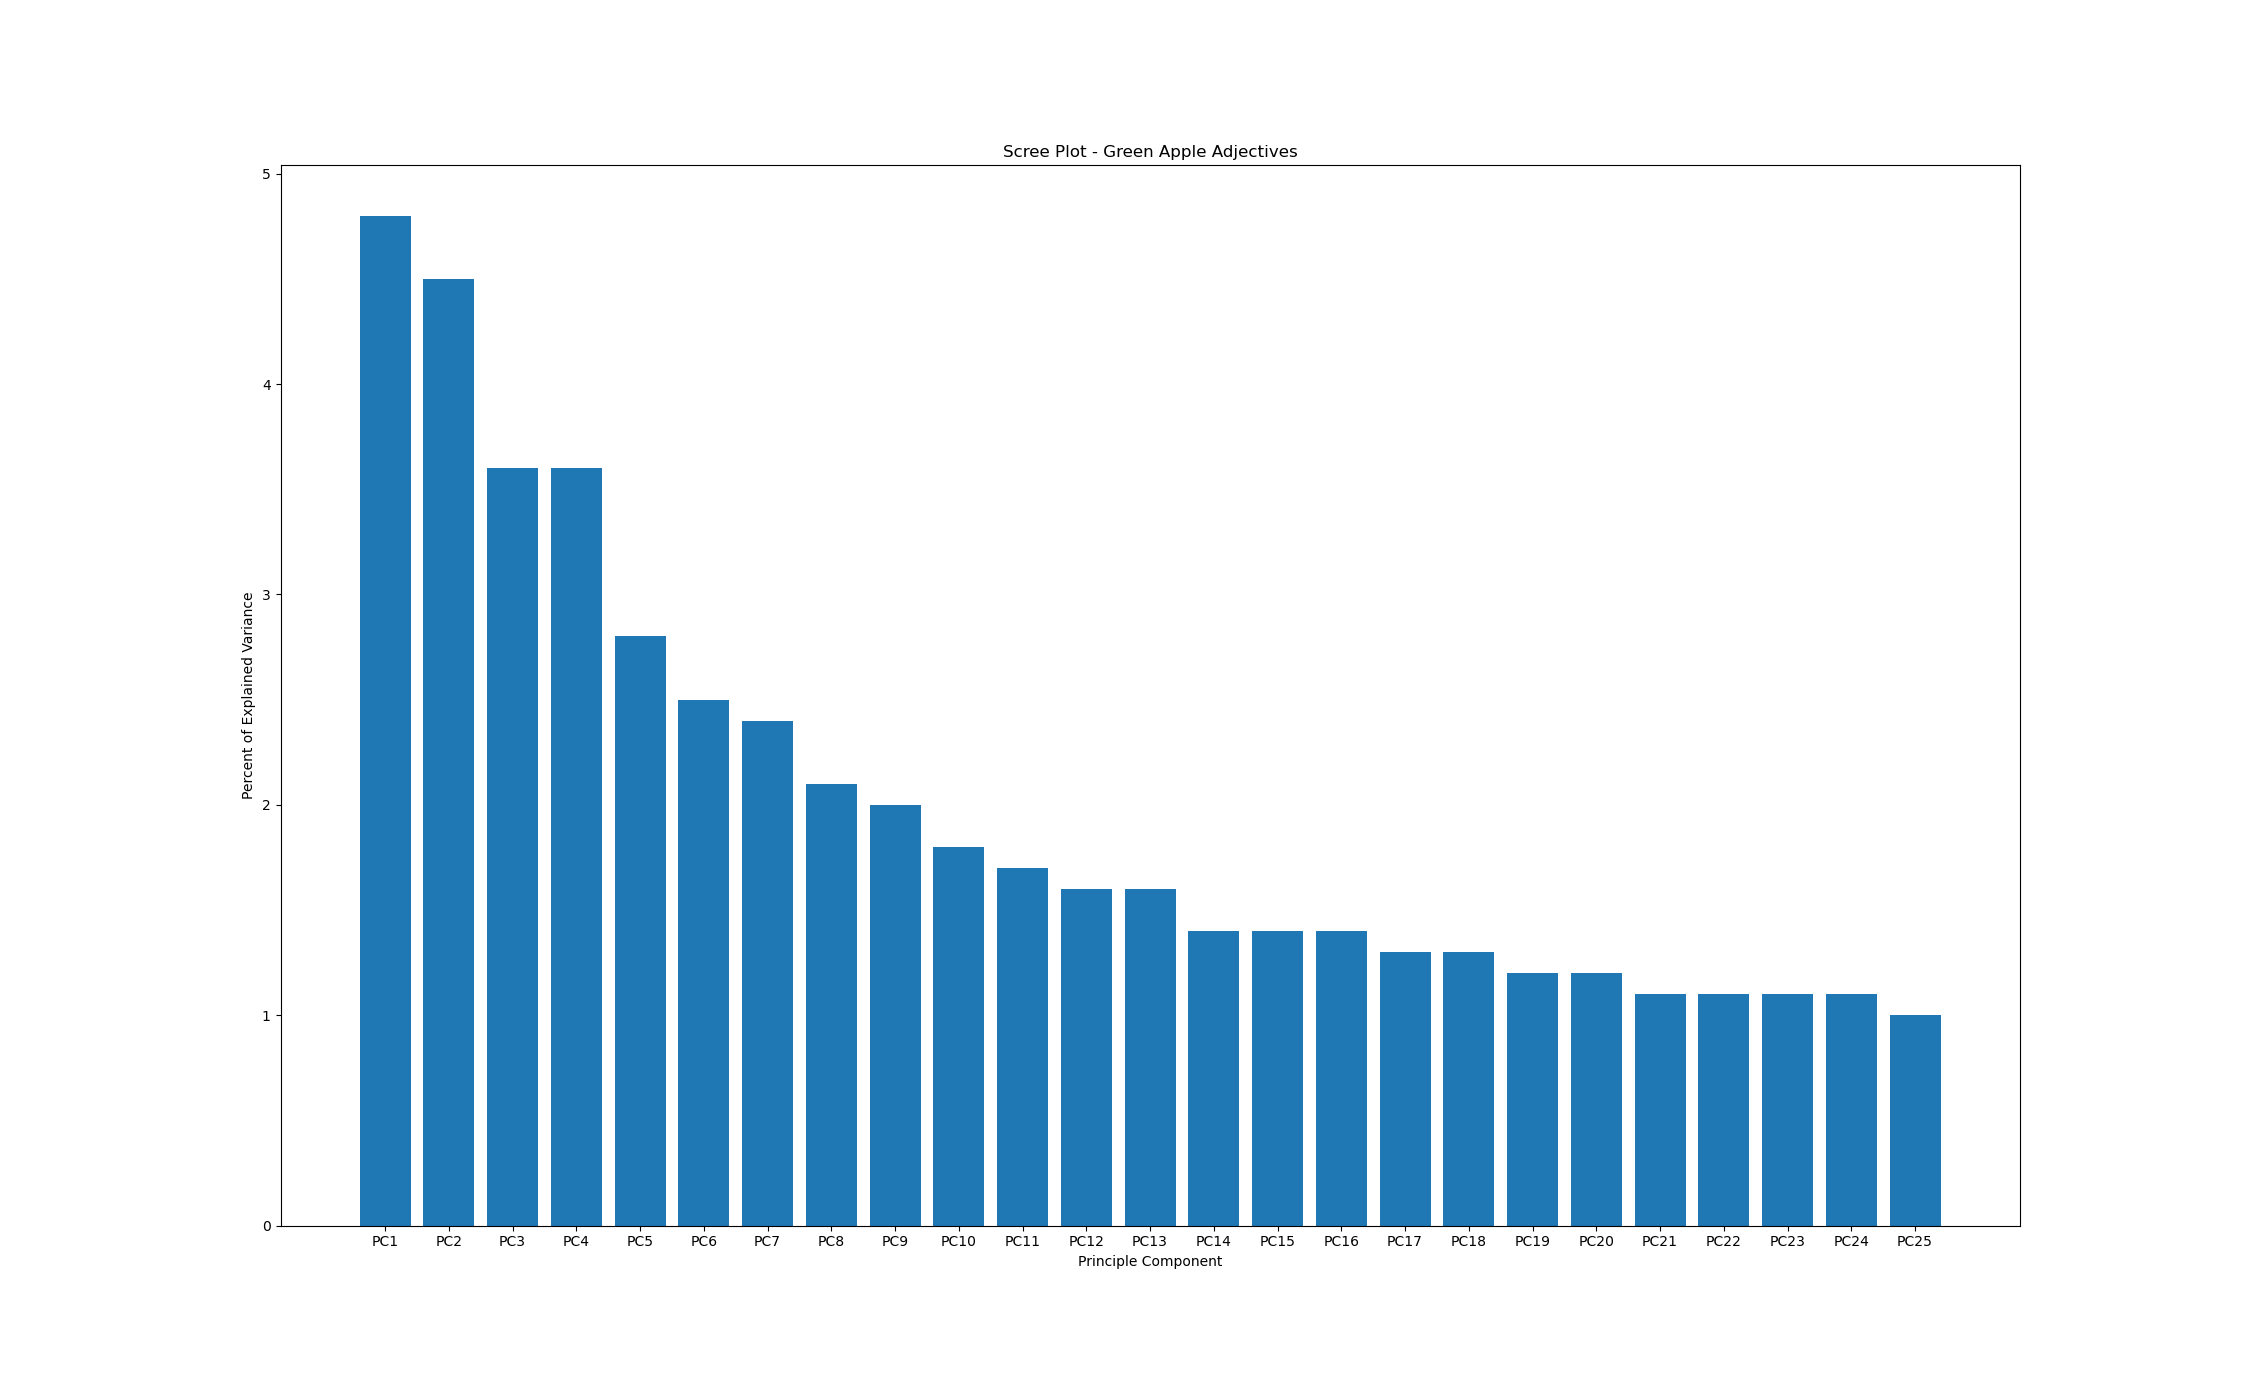 Scree Plot - Green Apple Adjectives
5
4
3
2
1
0
Percent of Explained Variance
PC1 PC2 PC3 PC4 PC5 PC6 PC7 PC8 PC9 PC10 PC11 PC12 PC13 PC14 PC15 PC16 PC17 PC18 PC19 PC20 PC21 PC22 PC23 PC24 PC25
Principle Component